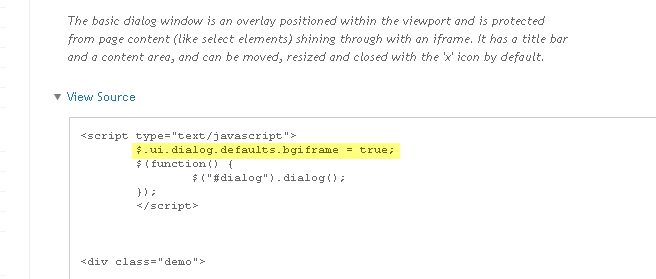 The basic dialog window is an overlay positioned within the viewport and is protected
from page content (like select elements) shining through with an iframe. It has a title bar
and a content area, and can be moved, resized and closed with the 'x' icon by default.
▼ View Source
<script type="text/javascript">
$.ui.dialog.defaults.bgiframe = true;
$(function() {
$("#dialog").dialog();
});
</script>
<div class="demo">